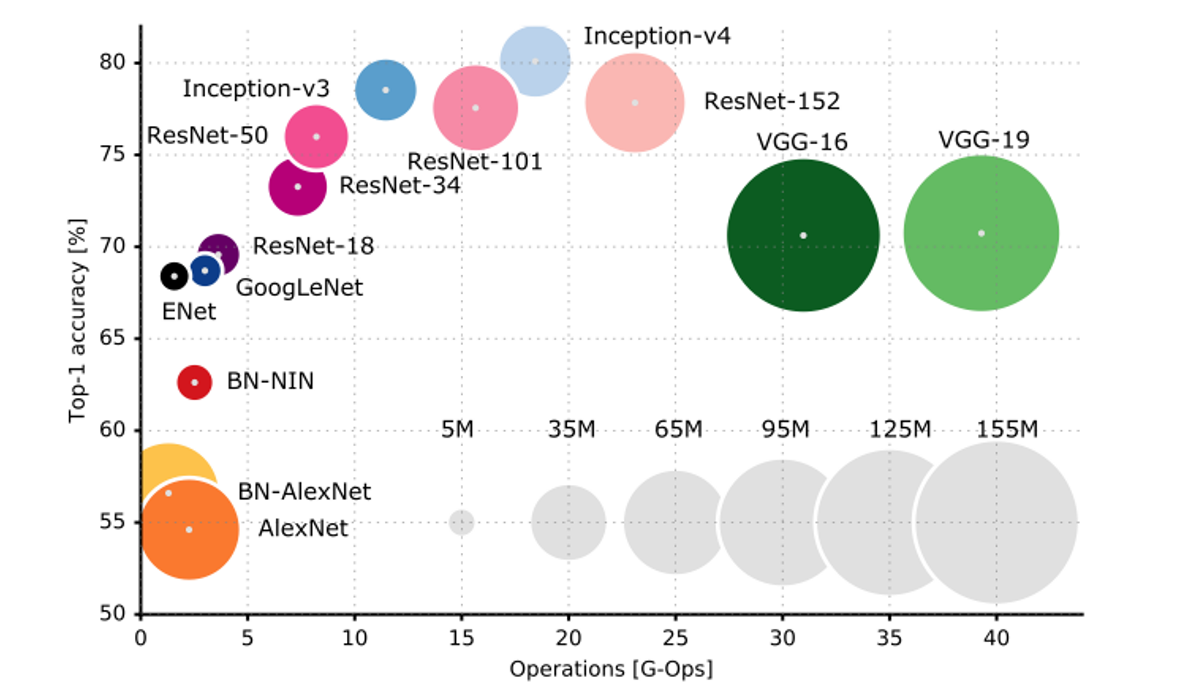 Inception-v4
80
Inception-v3
ResNet-152
ResNet-50
VGG-16
VGG-19
75
ResNet-101
ResNet-34
Top-1 accuracy [%]
70
ResNet-18
GoogLeNet
ENet
65
BN-NIN
60
5M 35M 65M 95M 125M 155M
BN-AlexNet
55
AlexNet
50
0 5 10 15 20 25 30 35 40
Operations [G-Ops]